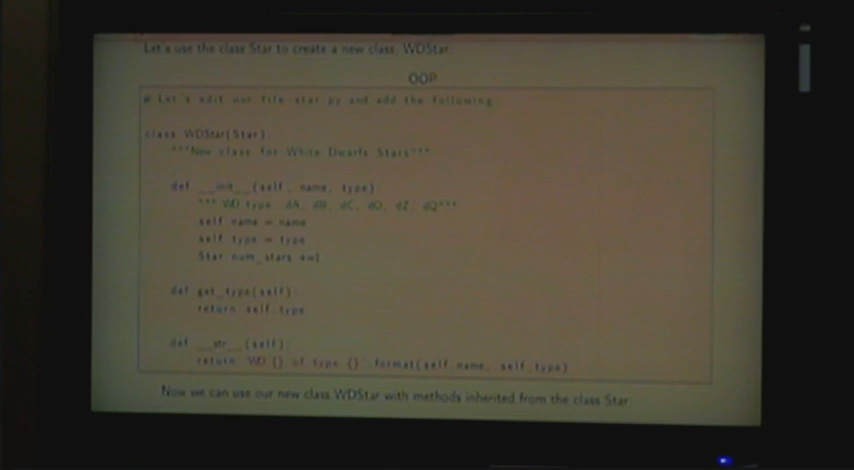 Let's use the class Star to create a new class, WDStar
OOP
# Let's edit our file star.py and add the following
class WDStar(Star):
"""New class for White Dwarfs Stars"""
def __init__(self, name, type):
""" WD type: dA, dB, dC, dO, dZ, dQ"""
self.name = name
self.type = type
Star.num_stars +=1
def get_type(self):
return self.type
def __str__(self):
return 'WD {} of type {}'.format(self.name, self.type)
Now we can use our new class WDStar with methods inherited from the class Star: